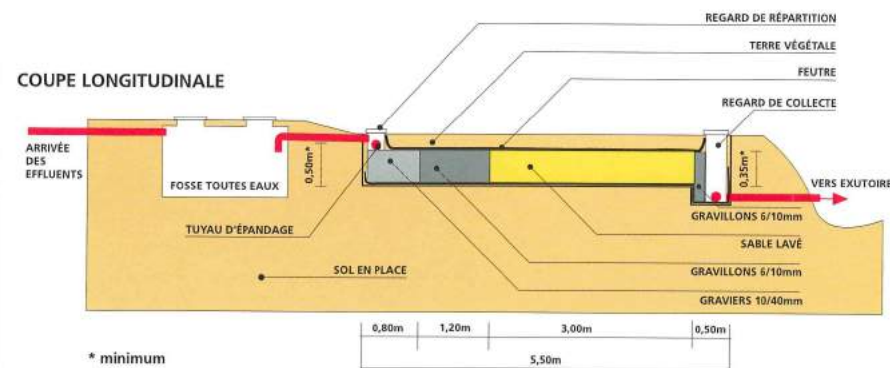 REGARD DE RÉPARTITION
TERRE VÉGÉTALE
FEUTRE
COUPE LONGITUDINALE
REGARD DE COLLECTE
ARRIVÉE
DES
EFFLUENTS
FOSSE TOUTES EAUX
0,50m*
0,35m*
VERS EXUTOIRE
GRAVILLONS 6/10mm
TUYAU D'ÉPANDAGE
SABLE LAVÉ
SOL EN PLACE
GRAVILLONS 6/10mm
GRAVIERS 10/40mm
0,80m 1,20m 3,00m 0,50m
* minimum
5,50m